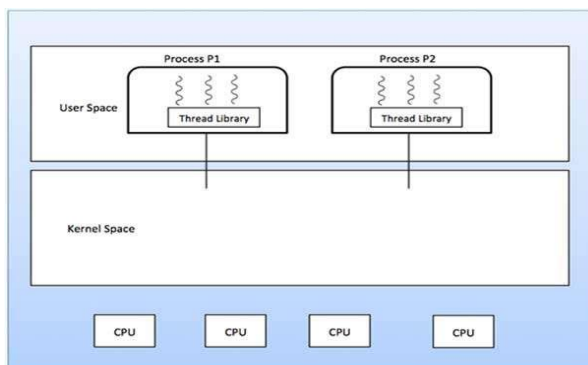 Process P1
Process P2
User Space
Thread Library
Thread Library
Kernel Space
CPU
CPU
CPU
CPU